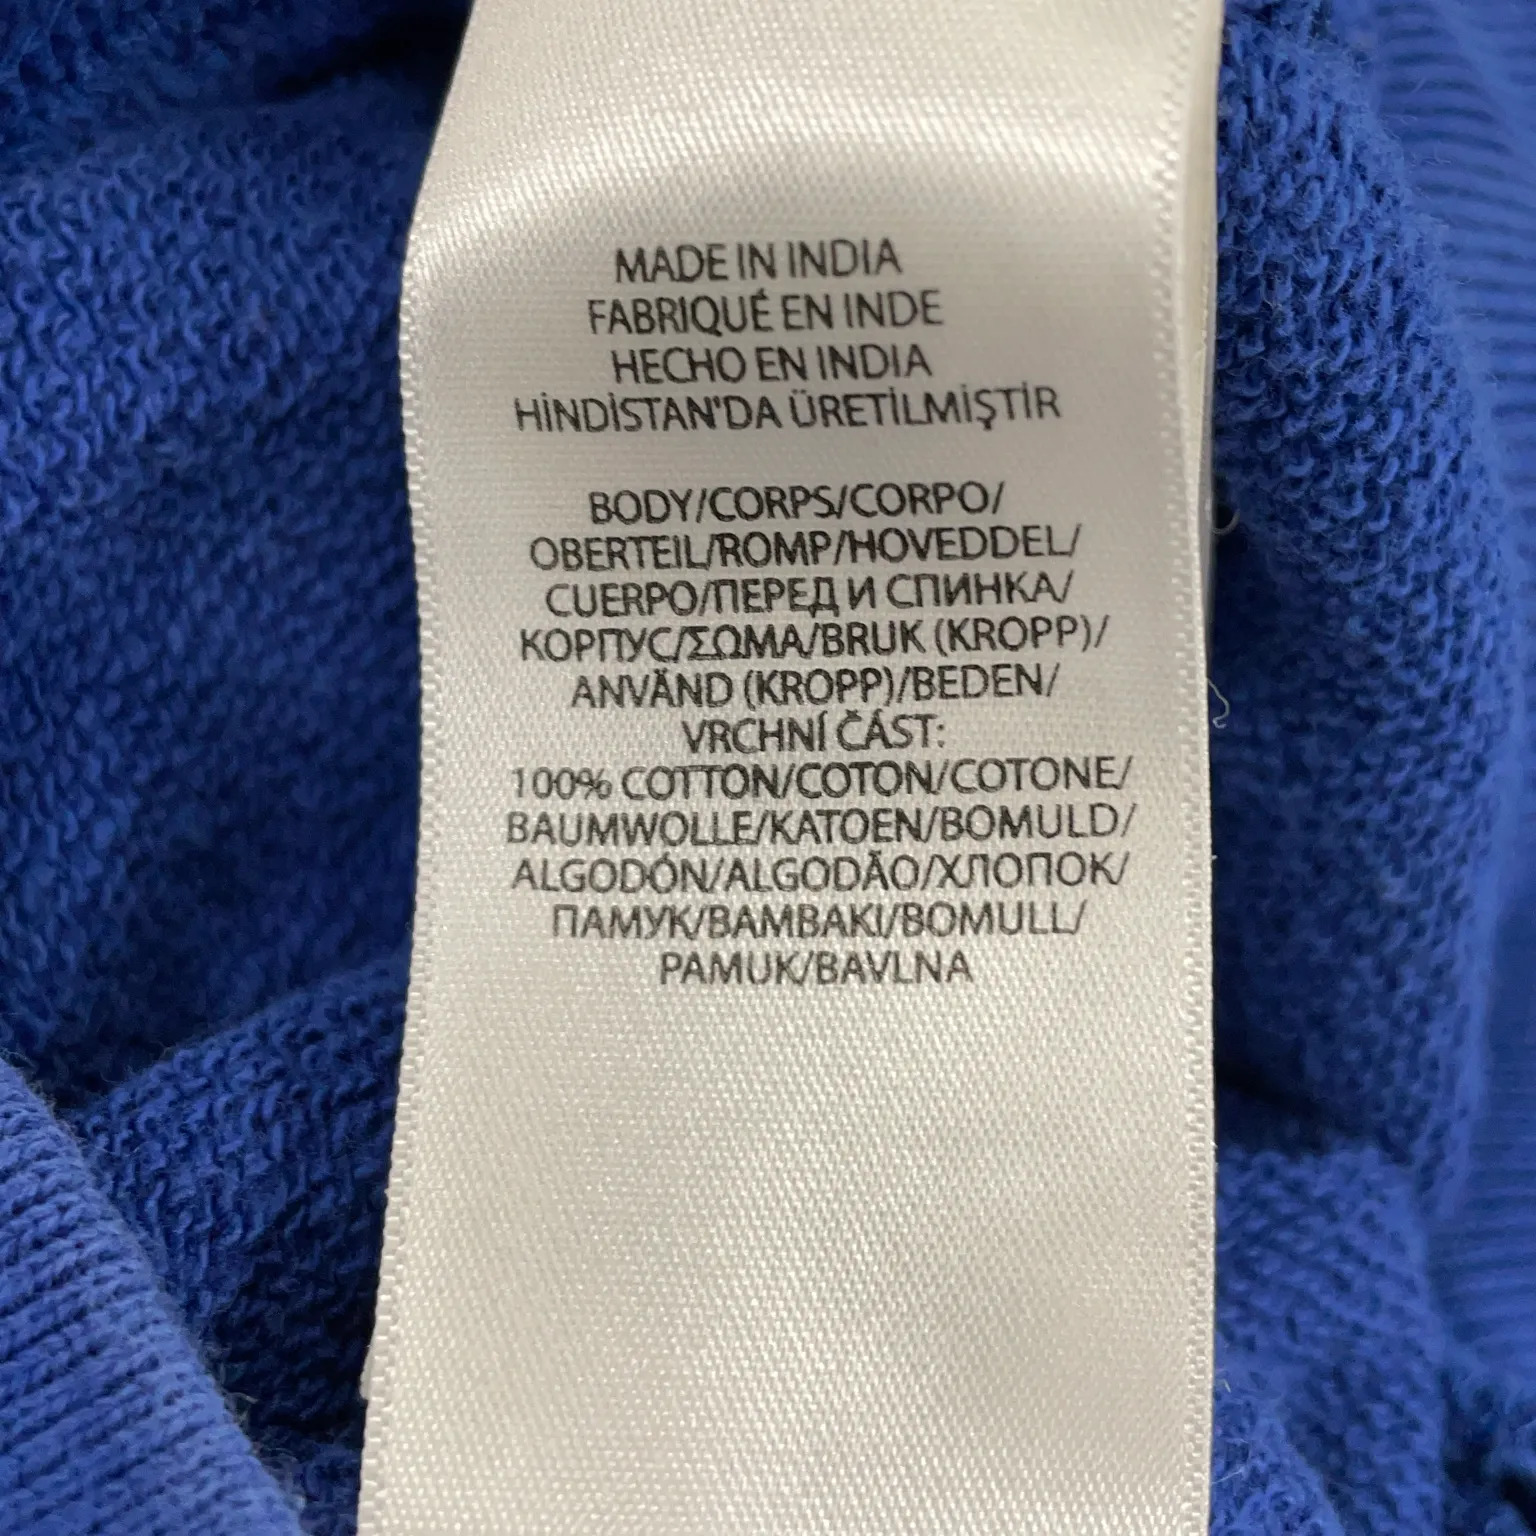 MADE IN INDIA
FABRIQUÉ EN INDE
HECHO EN INDIA
HİNDİSTAN'DA ÜRETİLMİŞTİR
BODY/CORPS/CORPO/
OBERTEIL/ROMP/HOVEDDEL/
CUERPO/ПЕРЕД И СПИНКА/
КОРПУС/ΣΩΜΑ/BRUK (KROPP)/
ANVÄND (KROPP)/BEDEN/
VRCHNÍ ČÁST:
100% COTTON/COTON/COTONE/
BAUMWOLLE/KATOEN/BOMULD/
ALGODÓN/ALGODÃO/ХЛОПОК/
ПАМУК/BAMBAKI/BOMULL/
PAMUK/BAVLNA